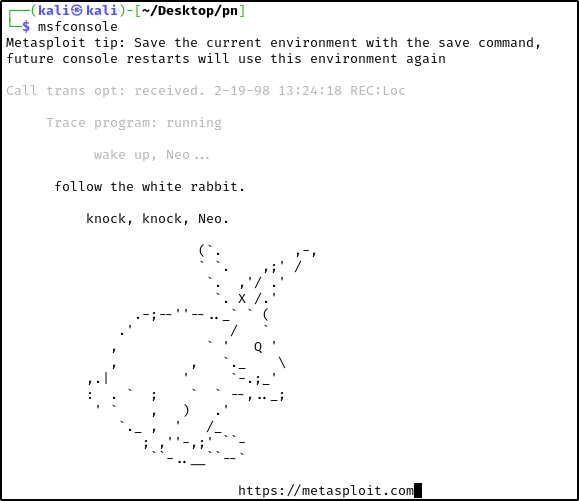 (kali㉿kali)-[~/Desktop/pn]
$ msfconsole
Metasploit tip: Save the current environment with the save command,
future console restarts will use this environment again
Call trans opt: received. 2-19-98 13:24:18 REC:Loc
Trace program: running
wake up, Neo...
follow the white rabbit.
knock, knock, Neo.
https://metasploit.com